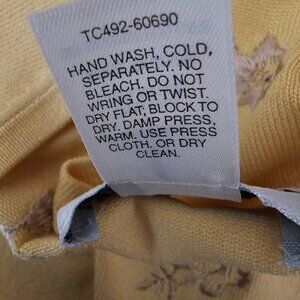 TC492-60690
HAND WASH, COLD,
SEPARATELY. NO
BLEACH. DO NOT
WRING OR TWIST.
DRY FLAT, BLOCK TO
DRY. DAMP PRESS,
WARM. USE PRESS
CLOTH. OR DRY
CLEAN.